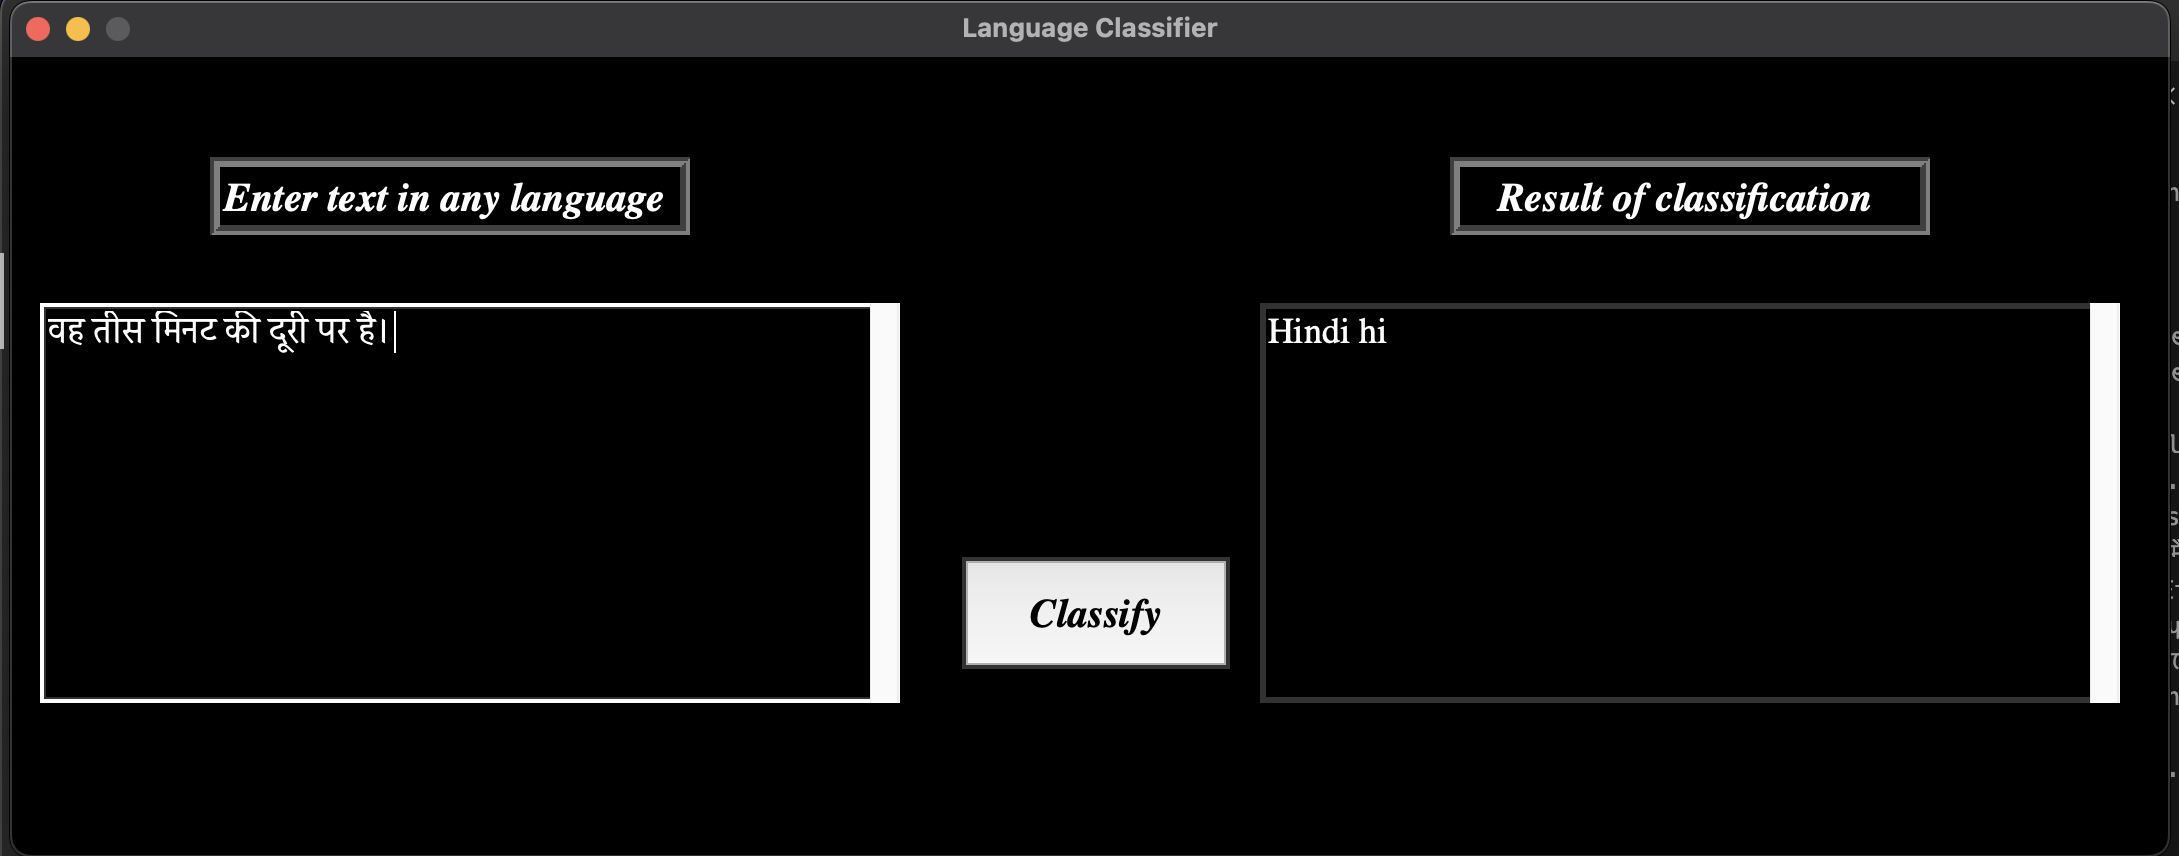 Language Classifier
Enter text in any language
Result of classification
वह तीस मिनट की दूरी पर है।
Hindi hi
Classify